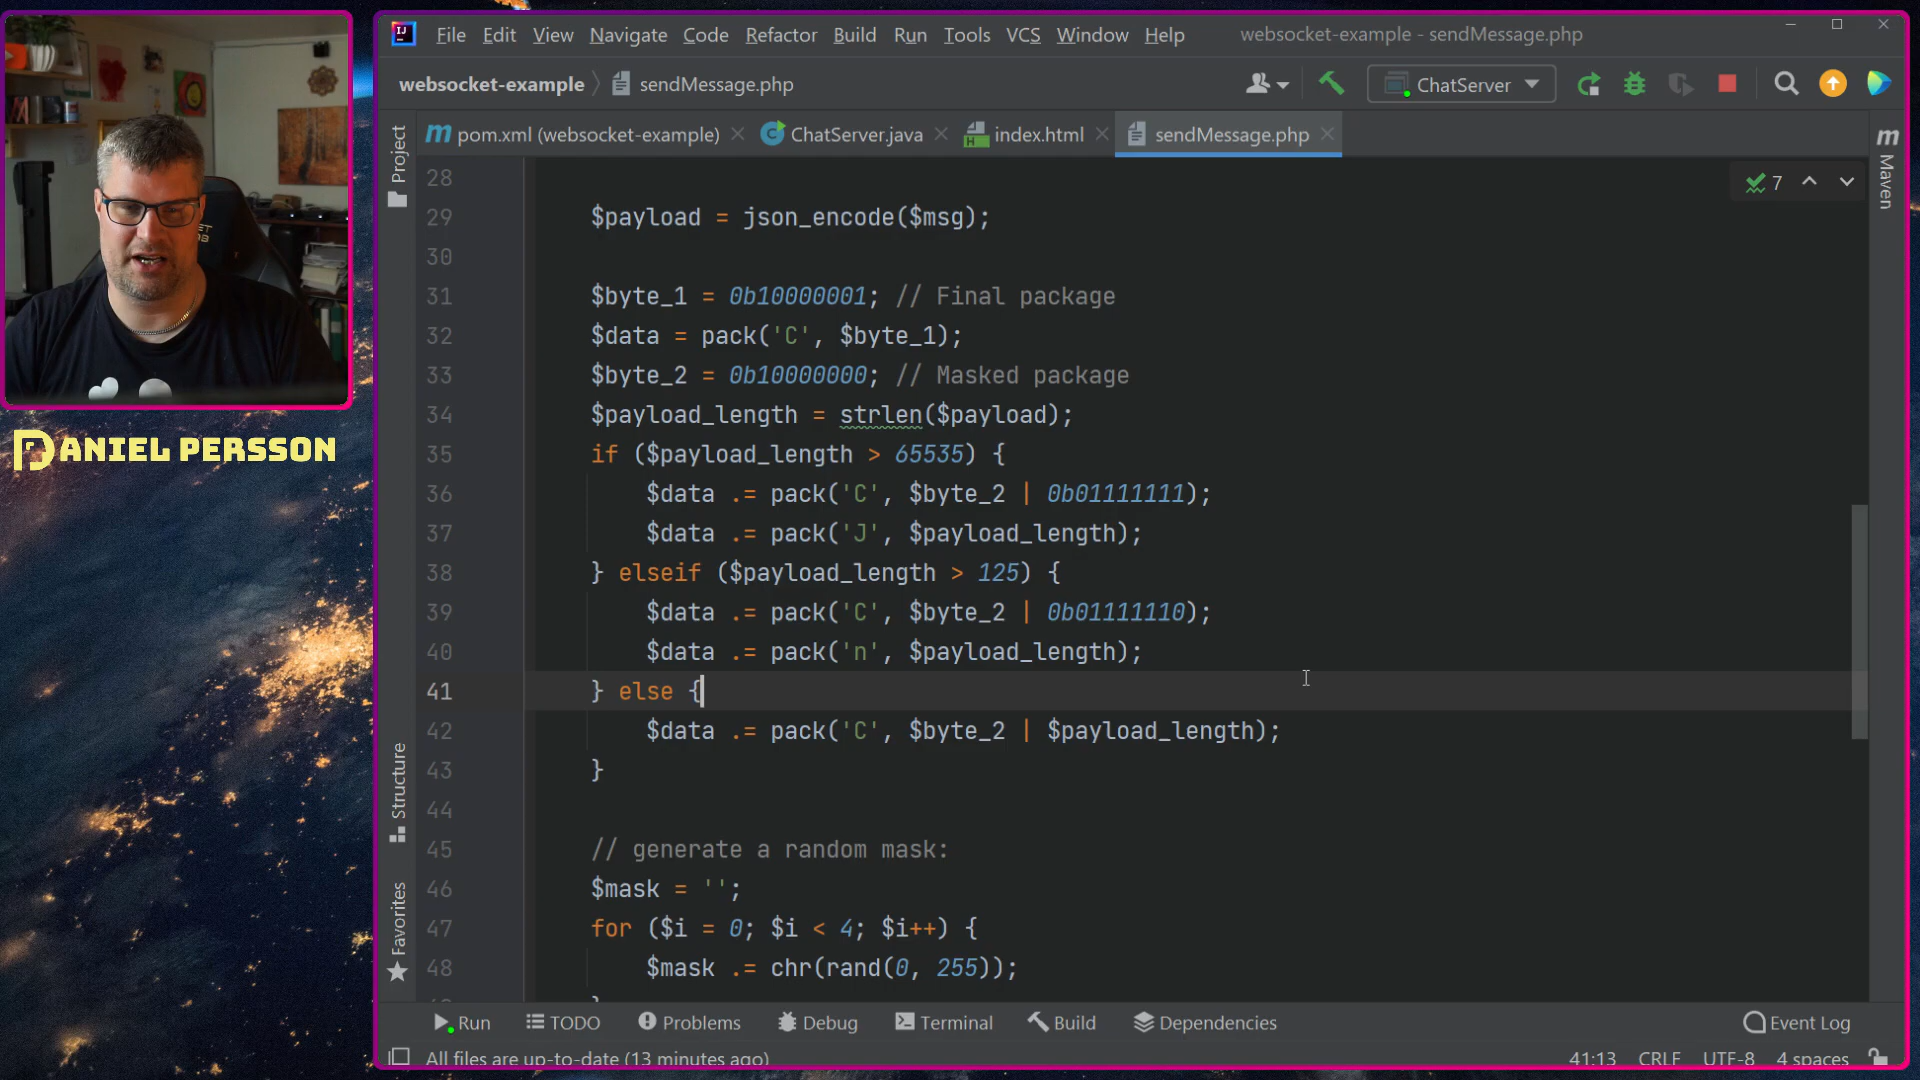 File Edit View Navigate Code Refactor Build Run Tools VCS Window Help websocket-example - sendMessage.php
websocket-example sendMessage.php ChatServer
pom.xml (websocket-example) ChatServer.java index.html sendMessage.php
Project
Maven
7
28
29 $payload = json_encode($msg);
30
31 $byte_1 = 0b10000001; // Final package
32 $data = pack('C', $byte_1);
33 $byte_2 = 0b10000000; // Masked package
34 $payload_length = strlen($payload);
35 if ($payload_length > 65535) {
36 $data .= pack('C', $byte_2 | 0b01111111);
37 $data .= pack('J', $payload_length);
38 } elseif ($payload_length > 125) {
39 $data .= pack('C', $byte_2 | 0b01111110);
40 $data .= pack('n', $payload_length);
41 } else {
42 $data .= pack('C', $byte_2 | $payload_length);
43 }
44
45 // generate a random mask:
46 $mask = '';
47 for ($i = 0; $i < 4; $i++) {
48 $mask .= chr(rand(0, 255));
Structure
Favorites
Run TODO Problems Debug Terminal Build Dependencies Event Log
All files are up-to-date (13 minutes ago) 41:13 CRLF UTF-8 4 spaces
DANIEL PERSSON